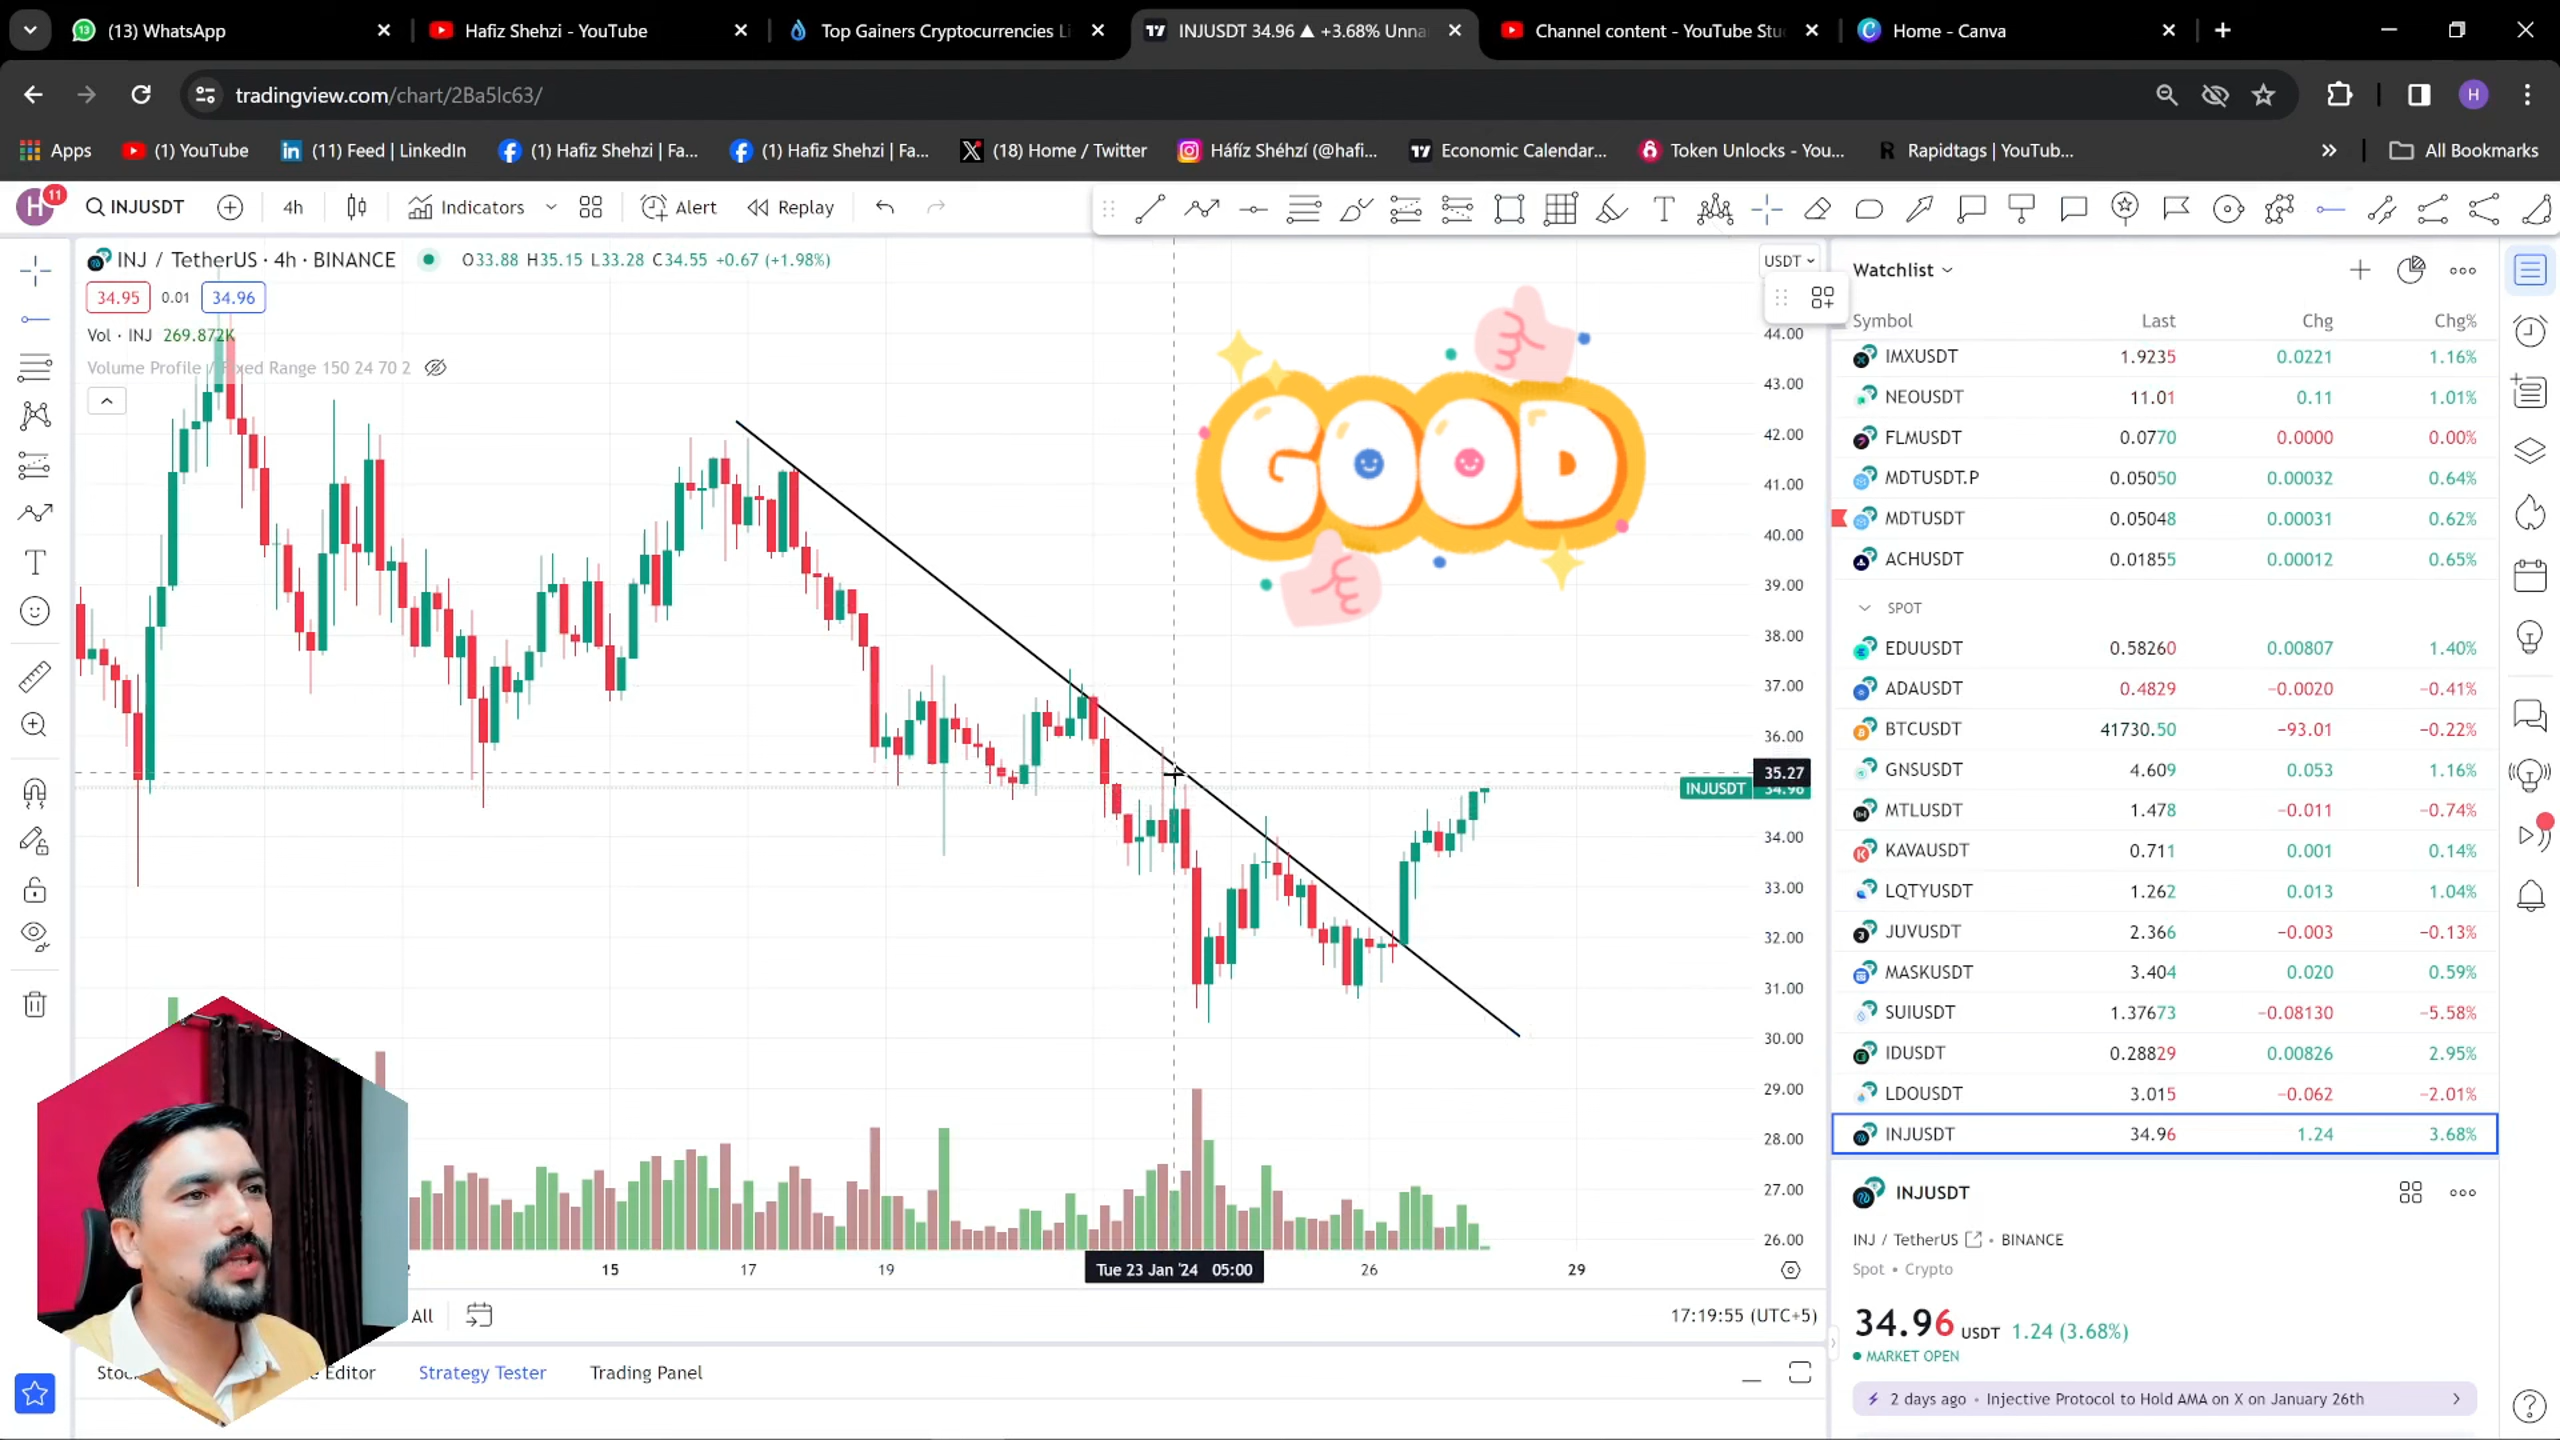 (13) WhatsApp
Hafiz Shehzi - YouTube
Top Gainers Cryptocurrencies Li
INJUSDT 34.96 ▲ +3.68% Unna
Channel content - YouTube Stu
Home - Canva
tradingview.com/chart/2Ba5lc63/
H
Apps
(1) YouTube
(11) Feed | LinkedIn
(1) Hafiz Shehzi | Fa...
(1) Hafiz Shehzi | Fa...
(18) Home / Twitter
Háfíz Shéhzí (@hafi...
Economic Calendar...
Token Unlocks - You...
Rapidtags | YouTub...
All Bookmarks
H 11
INJUSDT
4h
Indicators
Alert
Replay
INJ / TetherUS · 4h · BINANCE
O33.88 H35.15 L33.28 C34.55 +0.67 (+1.98%)
34.95 0.01 34.96
Vol · INJ 269.872K
Volume Profile / Fixed Range 150 24 70 2
GOOD
USDT
44.00
43.00
42.00
41.00
40.00
39.00
38.00
37.00
36.00
35.27
INJUSDT 34.96
34.00
33.00
32.00
31.00
30.00
29.00
28.00
27.00
26.00
15
17
19
Tue 23 Jan '24 05:00
26
29
All
17:19:55 (UTC+5)
Stoc
e Editor
Strategy Tester
Trading Panel
Watchlist
Symbol Last Chg Chg%
IMXUSDT 1.9235 0.0221 1.16%
NEOUSDT 11.01 0.11 1.01%
FLMUSDT 0.0770 0.0000 0.00%
MDTUSDT.P 0.05050 0.00032 0.64%
MDTUSDT 0.05048 0.00031 0.62%
ACHUSDT 0.01855 0.00012 0.65%
SPOT
EDUUSDT 0.58260 0.00807 1.40%
ADAUSDT 0.4829 −0.0020 −0.41%
BTCUSDT 41730.50 −93.01 −0.22%
GNSUSDT 4.609 0.053 1.16%
MTLUSDT 1.478 −0.011 −0.74%
KAVAUSDT 0.711 0.001 0.14%
LQTYUSDT 1.262 0.013 1.04%
JUVUSDT 2.366 −0.003 −0.13%
MASKUSDT 3.404 0.020 0.59%
SUIUSDT 1.37673 −0.08130 −5.58%
IDUSDT 0.28829 0.00826 2.95%
LDOUSDT 3.015 −0.062 −2.01%
INJUSDT 34.96 1.24 3.68%
INJUSDT
INJ / TetherUS • BINANCE
Spot • Crypto
34.96 USDT 1.24 (3.68%)
MARKET OPEN
2 days ago • Injective Protocol to Hold AMA on X on January 26th